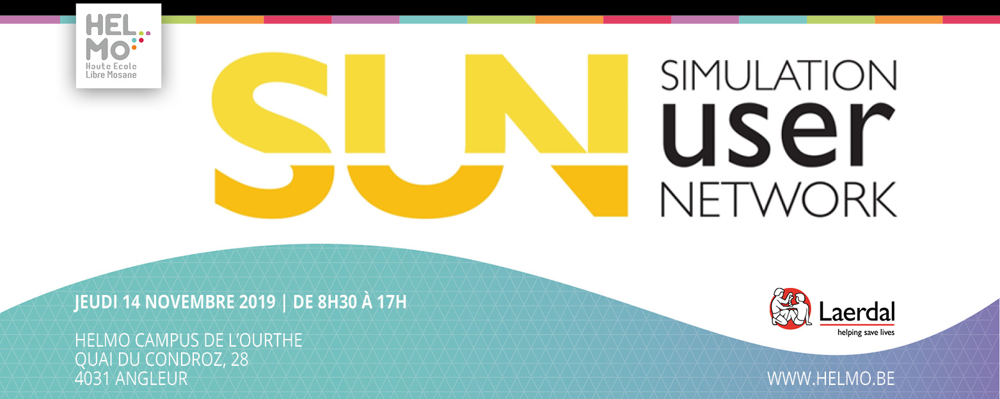 HEL
MO
Haute Ecole
Libre Mosane
SUN
SIMULATION
user
NETWORK
JEUDI 14 NOVEMBRE 2019 | DE 8H30 À 17H
HELMO CAMPUS DE L'OURTHE
QUAI DU CONDROZ, 28
4031 ANGLEUR
Laerdal
helping save lives
WWW.HELMO.BE